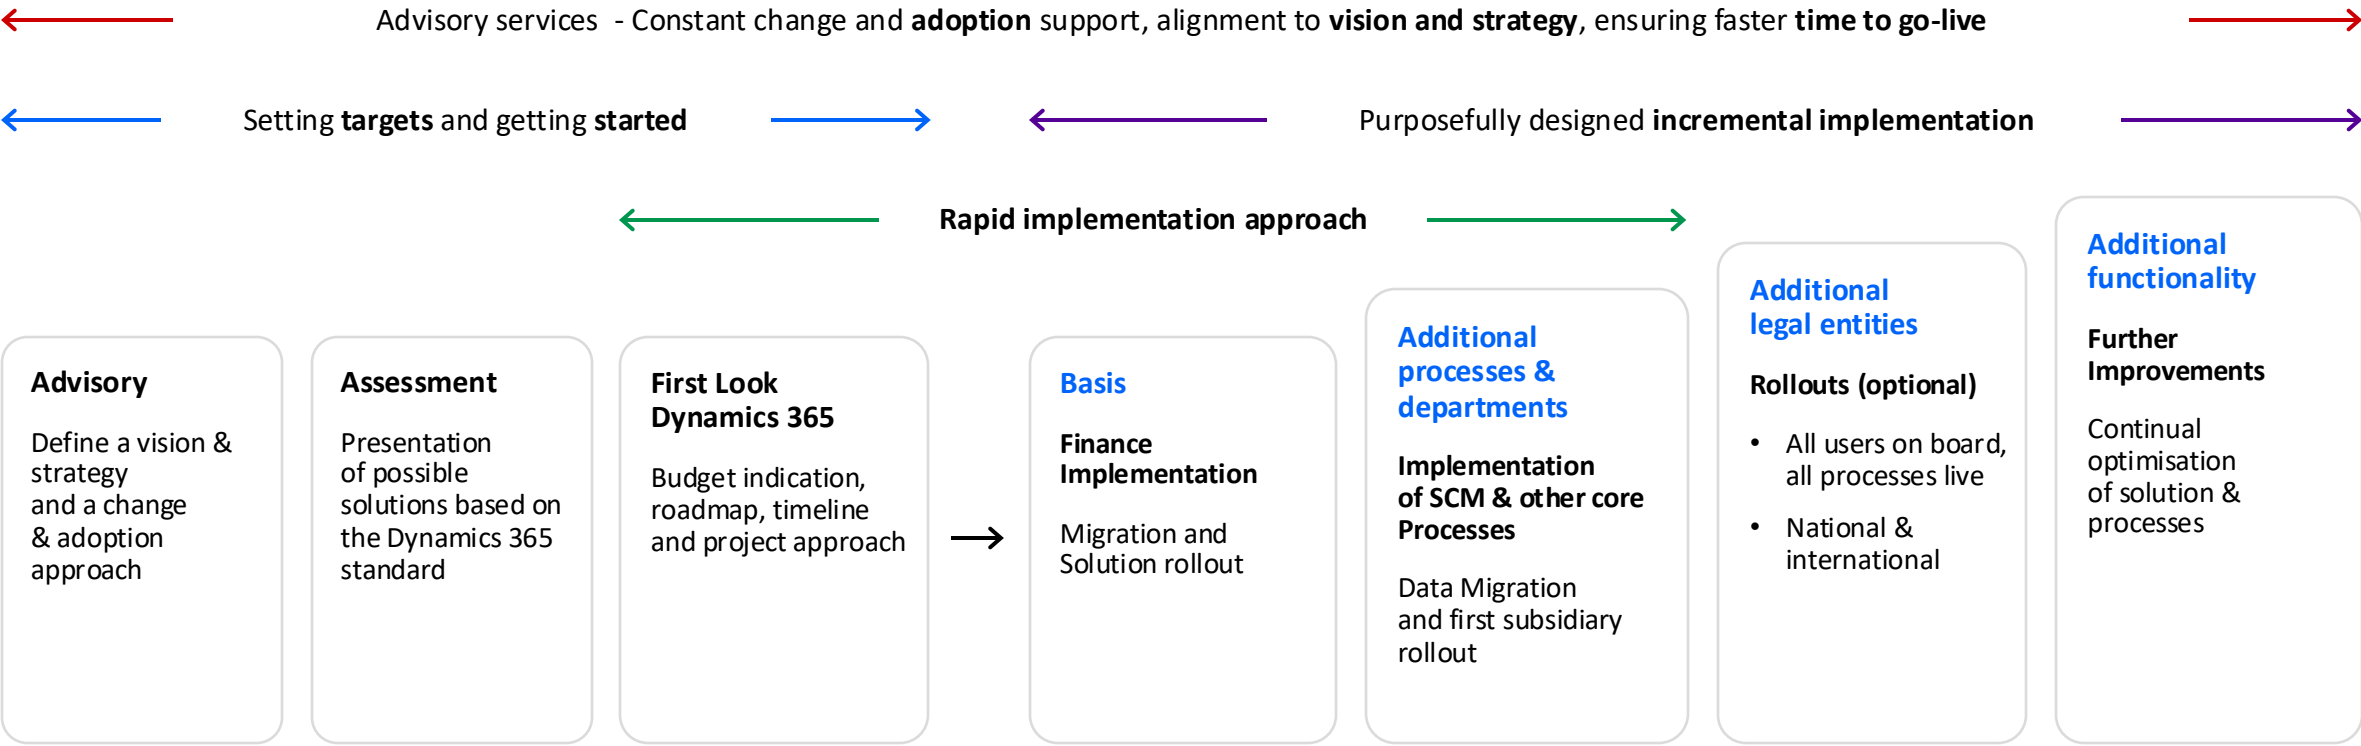 Advisory services - Constant change and adoption support, alignment to vision and strategy, ensuring faster time to go-live
Setting targets and getting started
Purposefully designed incremental implementation
Rapid implementation approach
Advisory
Define a vision &
strategy
and a change
& adoption
approach
Assessment
Presentation
of possible
solutions based on
the Dynamics 365
standard
First Look
Dynamics 365
Budget indication,
roadmap, timeline
and project approach
Basis
Finance
Implementation
Migration and
Solution rollout
Additional
processes &
departments
Implementation
of SCM & other core
Processes
Data Migration
and first subsidiary
rollout
Additional
legal entities
Rollouts (optional)
• All users on board,
all processes live
• National &
international
Additional
functionality
Further
Improvements
Continual
optimisation
of solution &
processes